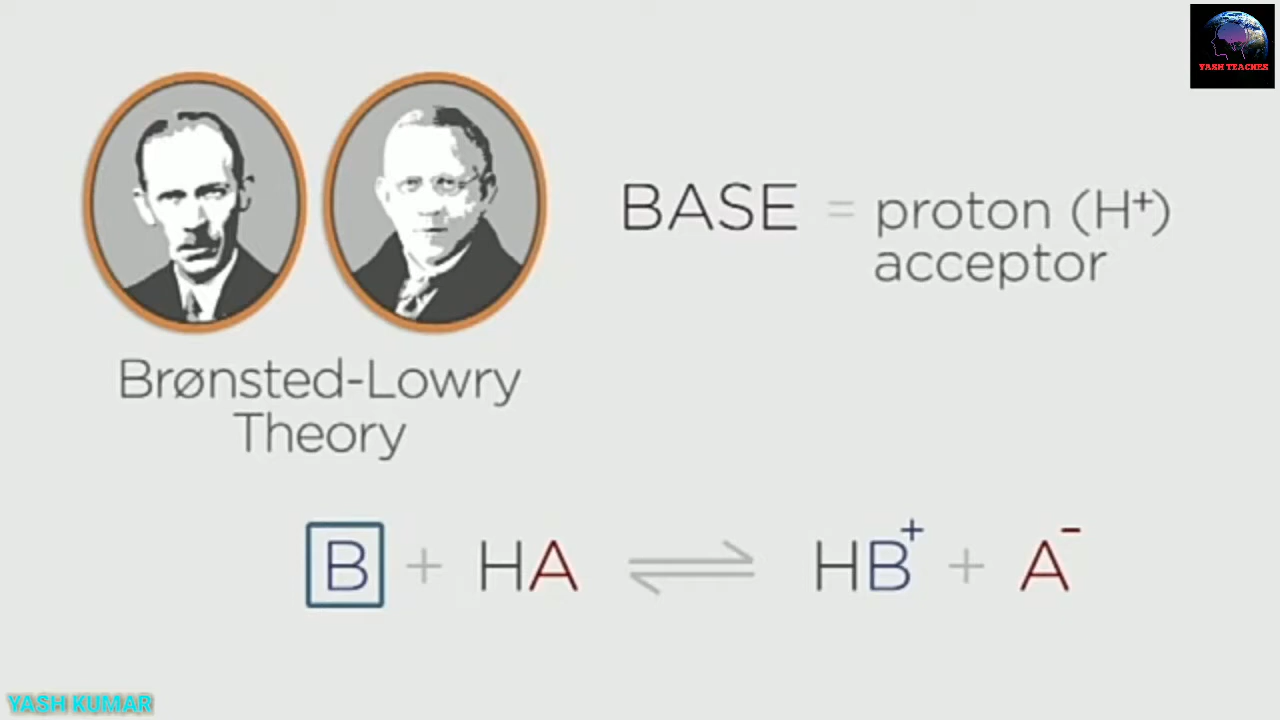 YASH TEACHES
BASE = proton (H⁺)
acceptor
Brønsted-Lowry
Theory
B + HA ⇌ HB⁺ + A⁻
YASH KUMAR